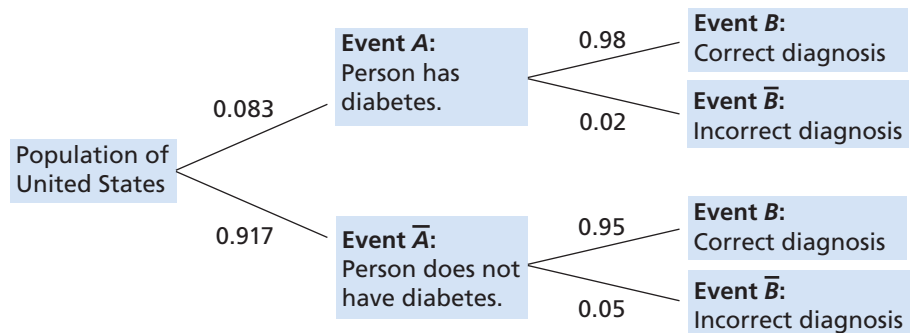 Population of
United States
0.083
0.917
Event A:
Person has
diabetes.
0.98
0.02
Event B:
Correct diagnosis
Event B̅:
Incorrect diagnosis
Event A̅:
Person does not
have diabetes.
0.95
0.05
Event B:
Correct diagnosis
Event B̅:
Incorrect diagnosis